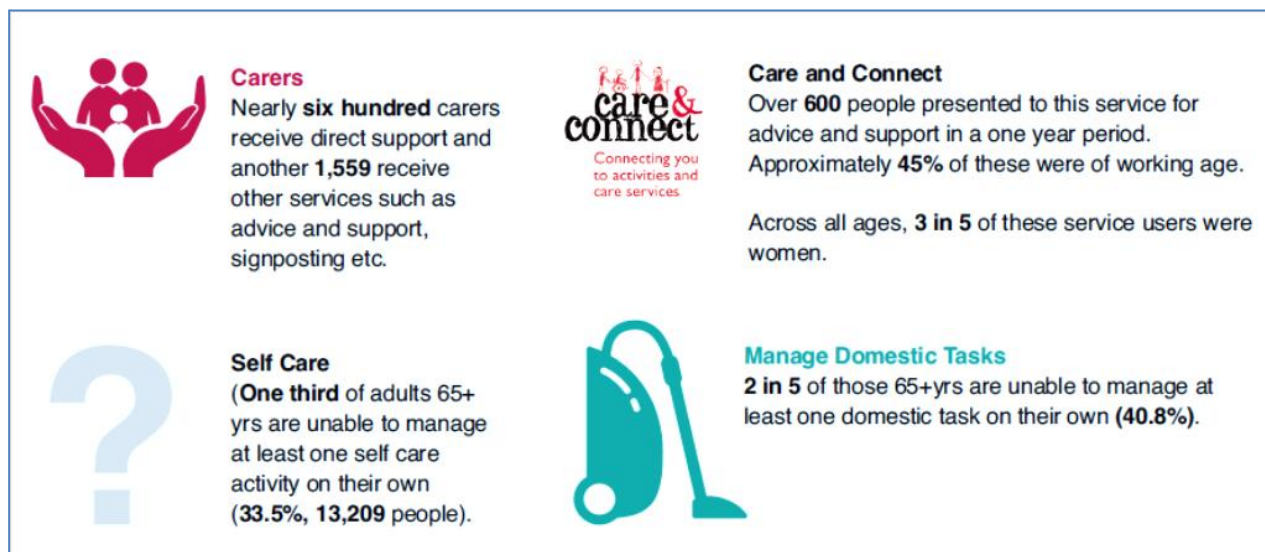 Carers
Nearly six hundred carers
receive direct support and
another 1,559 receive
other services such as
advice and support,
signposting etc.
care &
connect
Connecting you
to activities and
care services
Care and Connect
Over 600 people presented to this service for
advice and support in a one year period.
Approximately 45% of these were of working age.
Across all ages, 3 in 5 of these service users were
women.
?
Self Care
(One third of adults 65+
yrs are unable to manage
at least one self care
activity on their own
(33.5%, 13,209 people).
Manage Domestic Tasks
2 in 5 of those 65+yrs are unable to manage at
least one domestic task on their own (40.8%).